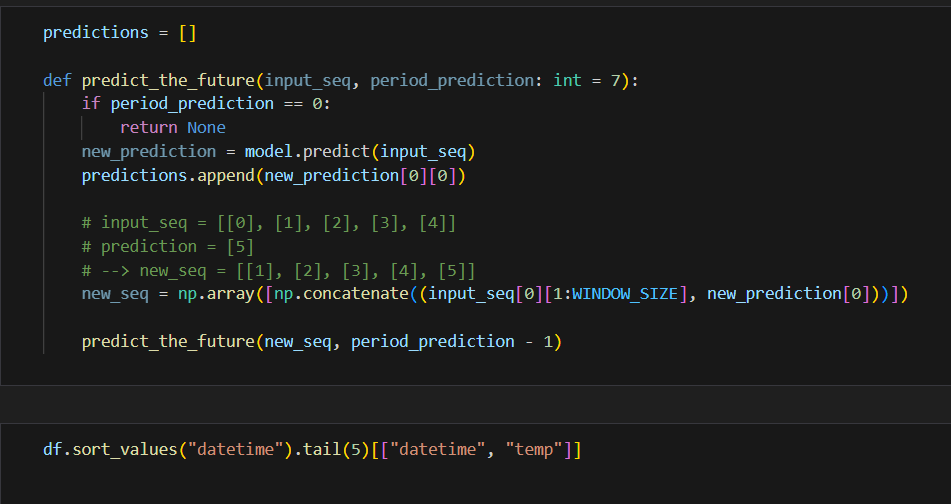 predictions = []
def predict_the_future(input_seq, period_prediction: int = 7):
if period_prediction == 0:
return None
new_prediction = model.predict(input_seq)
predictions.append(new_prediction[0][0])
# input_seq = [[0], [1], [2], [3], [4]]
# prediction = [5]
# --> new_seq = [[1], [2], [3], [4], [5]]
new_seq = np.array([np.concatenate((input_seq[0][1:WINDOW_SIZE], new_prediction[0]))])
predict_the_future(new_seq, period_prediction - 1)
df.sort_values("datetime").tail(5)[["datetime", "temp"]]